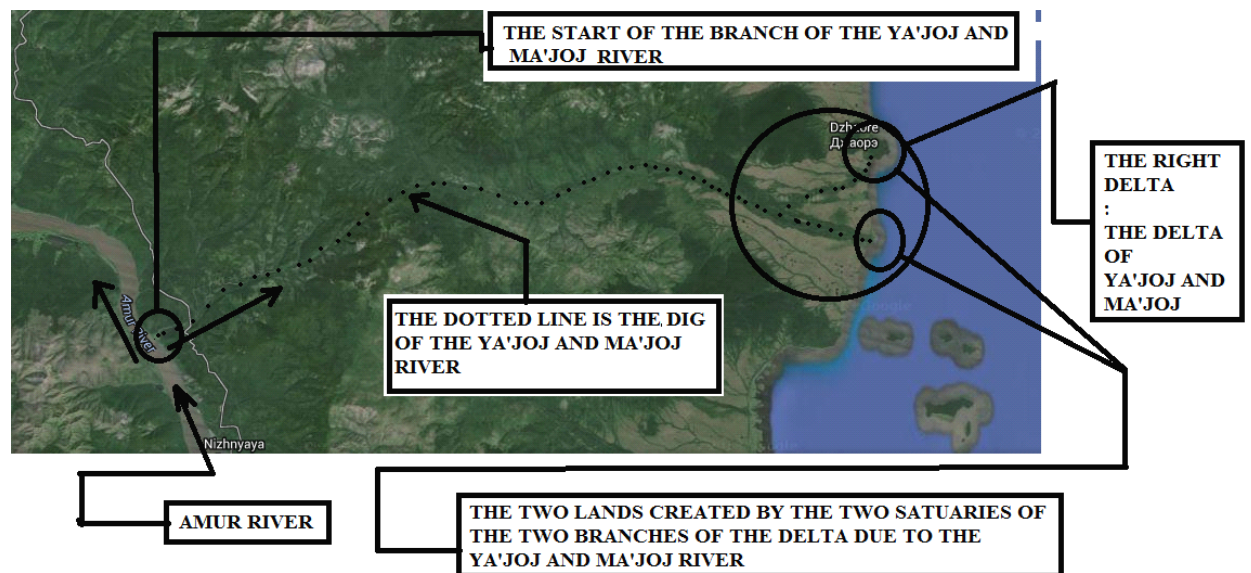 THE START OF THE BRANCH OF THE YA'JOJ AND
MA'JOJ RIVER
Dzhaore
Джаорэ
THE RIGHT
DELTA
:
THE DELTA
OF
YA'JOJ AND
MA'JOJ
Amur River
Google
THE DOTTED LINE IS THE DIG
OF THE YA'JOJ AND MA'JOJ
RIVER
Nizhnyaya
AMUR RIVER
THE TWO LANDS CREATED BY THE TWO SATUARIES OF
THE TWO BRANCHES OF THE DELTA DUE TO THE
YA'JOJ AND MA'JOJ RIVER